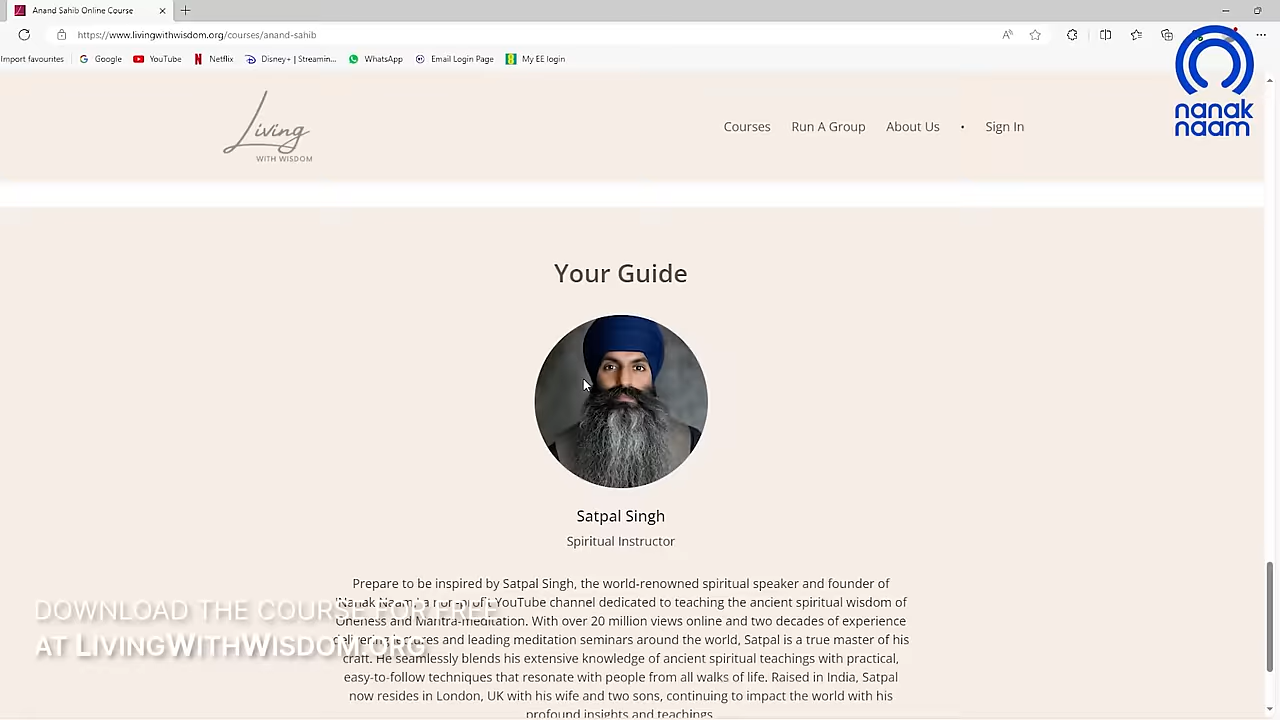 Anand Sahib Online Course
https://www.livingwithwisdom.org/courses/anand-sahib
Import favourites
Google
YouTube
Netflix
Disney+ | Streamin...
WhatsApp
Email Login Page
My EE login
nanak
naam
Living
WITH WISDOM
Courses
Run A Group
About Us
•
Sign In
Your Guide
Satpal Singh
Spiritual Instructor
Prepare to be inspired by Satpal Singh, the world-renowned spiritual speaker and founder of
Nanak Naam, a non-profit YouTube channel dedicated to teaching the ancient spiritual wisdom of
Oneness and Mantra-meditation. With over 20 million views online and two decades of experience
delivering lectures and leading meditation seminars around the world, Satpal is a true master of his
craft. He seamlessly blends his extensive knowledge of ancient spiritual teachings with practical,
easy-to-follow techniques that resonate with people from all walks of life. Raised in India, Satpal
now resides in London, UK with his wife and two sons, continuing to impact the world with his
profound insights and teachings.
DOWNLOAD THE COURSE FOR FREE
AT LIVINGWITHWISDOM.ORG